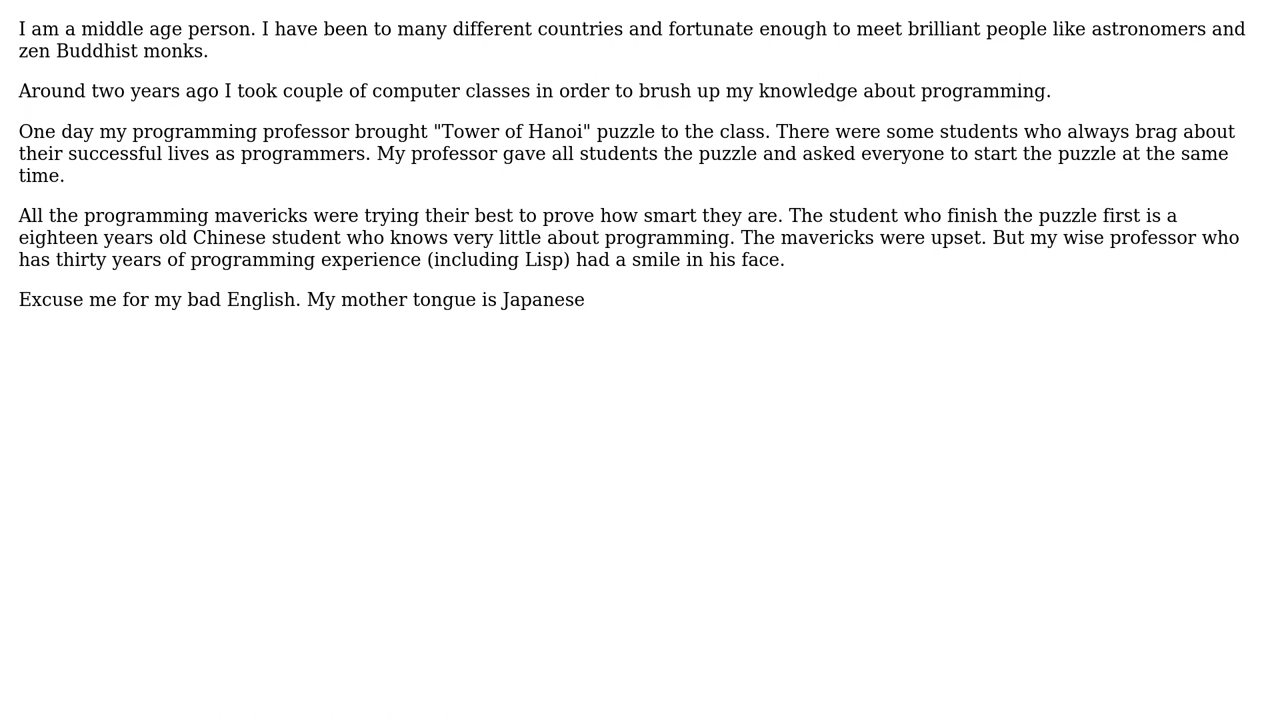 I am a middle age person. I have been to many different countries and fortunate enough to meet brilliant people like astronomers and
zen Buddhist monks.
Around two years ago I took couple of computer classes in order to brush up my knowledge about programming.
One day my programming professor brought "Tower of Hanoi" puzzle to the class. There were some students who always brag about
their successful lives as programmers. My professor gave all students the puzzle and asked everyone to start the puzzle at the same
time.
All the programming mavericks were trying their best to prove how smart they are. The student who finish the puzzle first is a
eighteen years old Chinese student who knows very little about programming. The mavericks were upset. But my wise professor who
has thirty years of programming experience (including Lisp) had a smile in his face.
Excuse me for my bad English. My mother tongue is Japanese